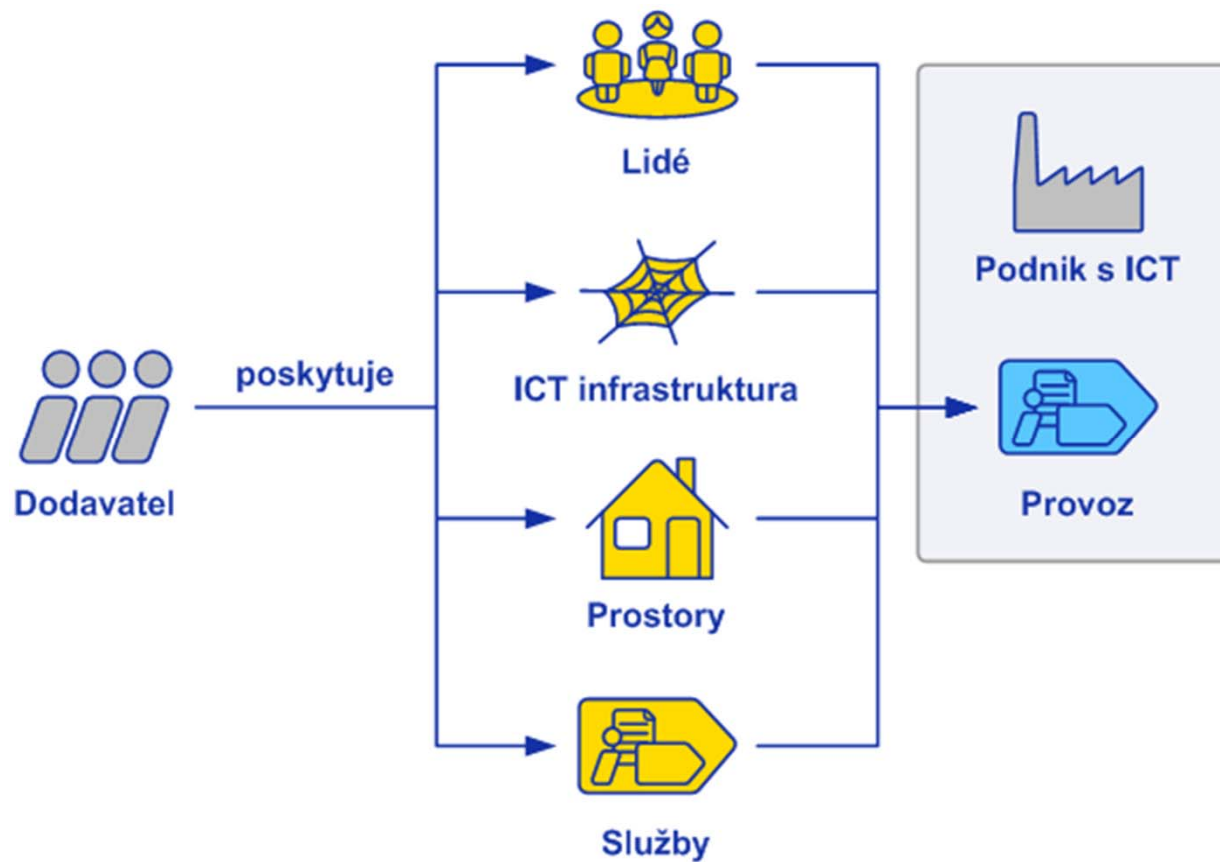 Lidé
Podnik s ICT
poskytuje
ICT infrastruktura
Dodavatel
Provoz
Prostory
Služby